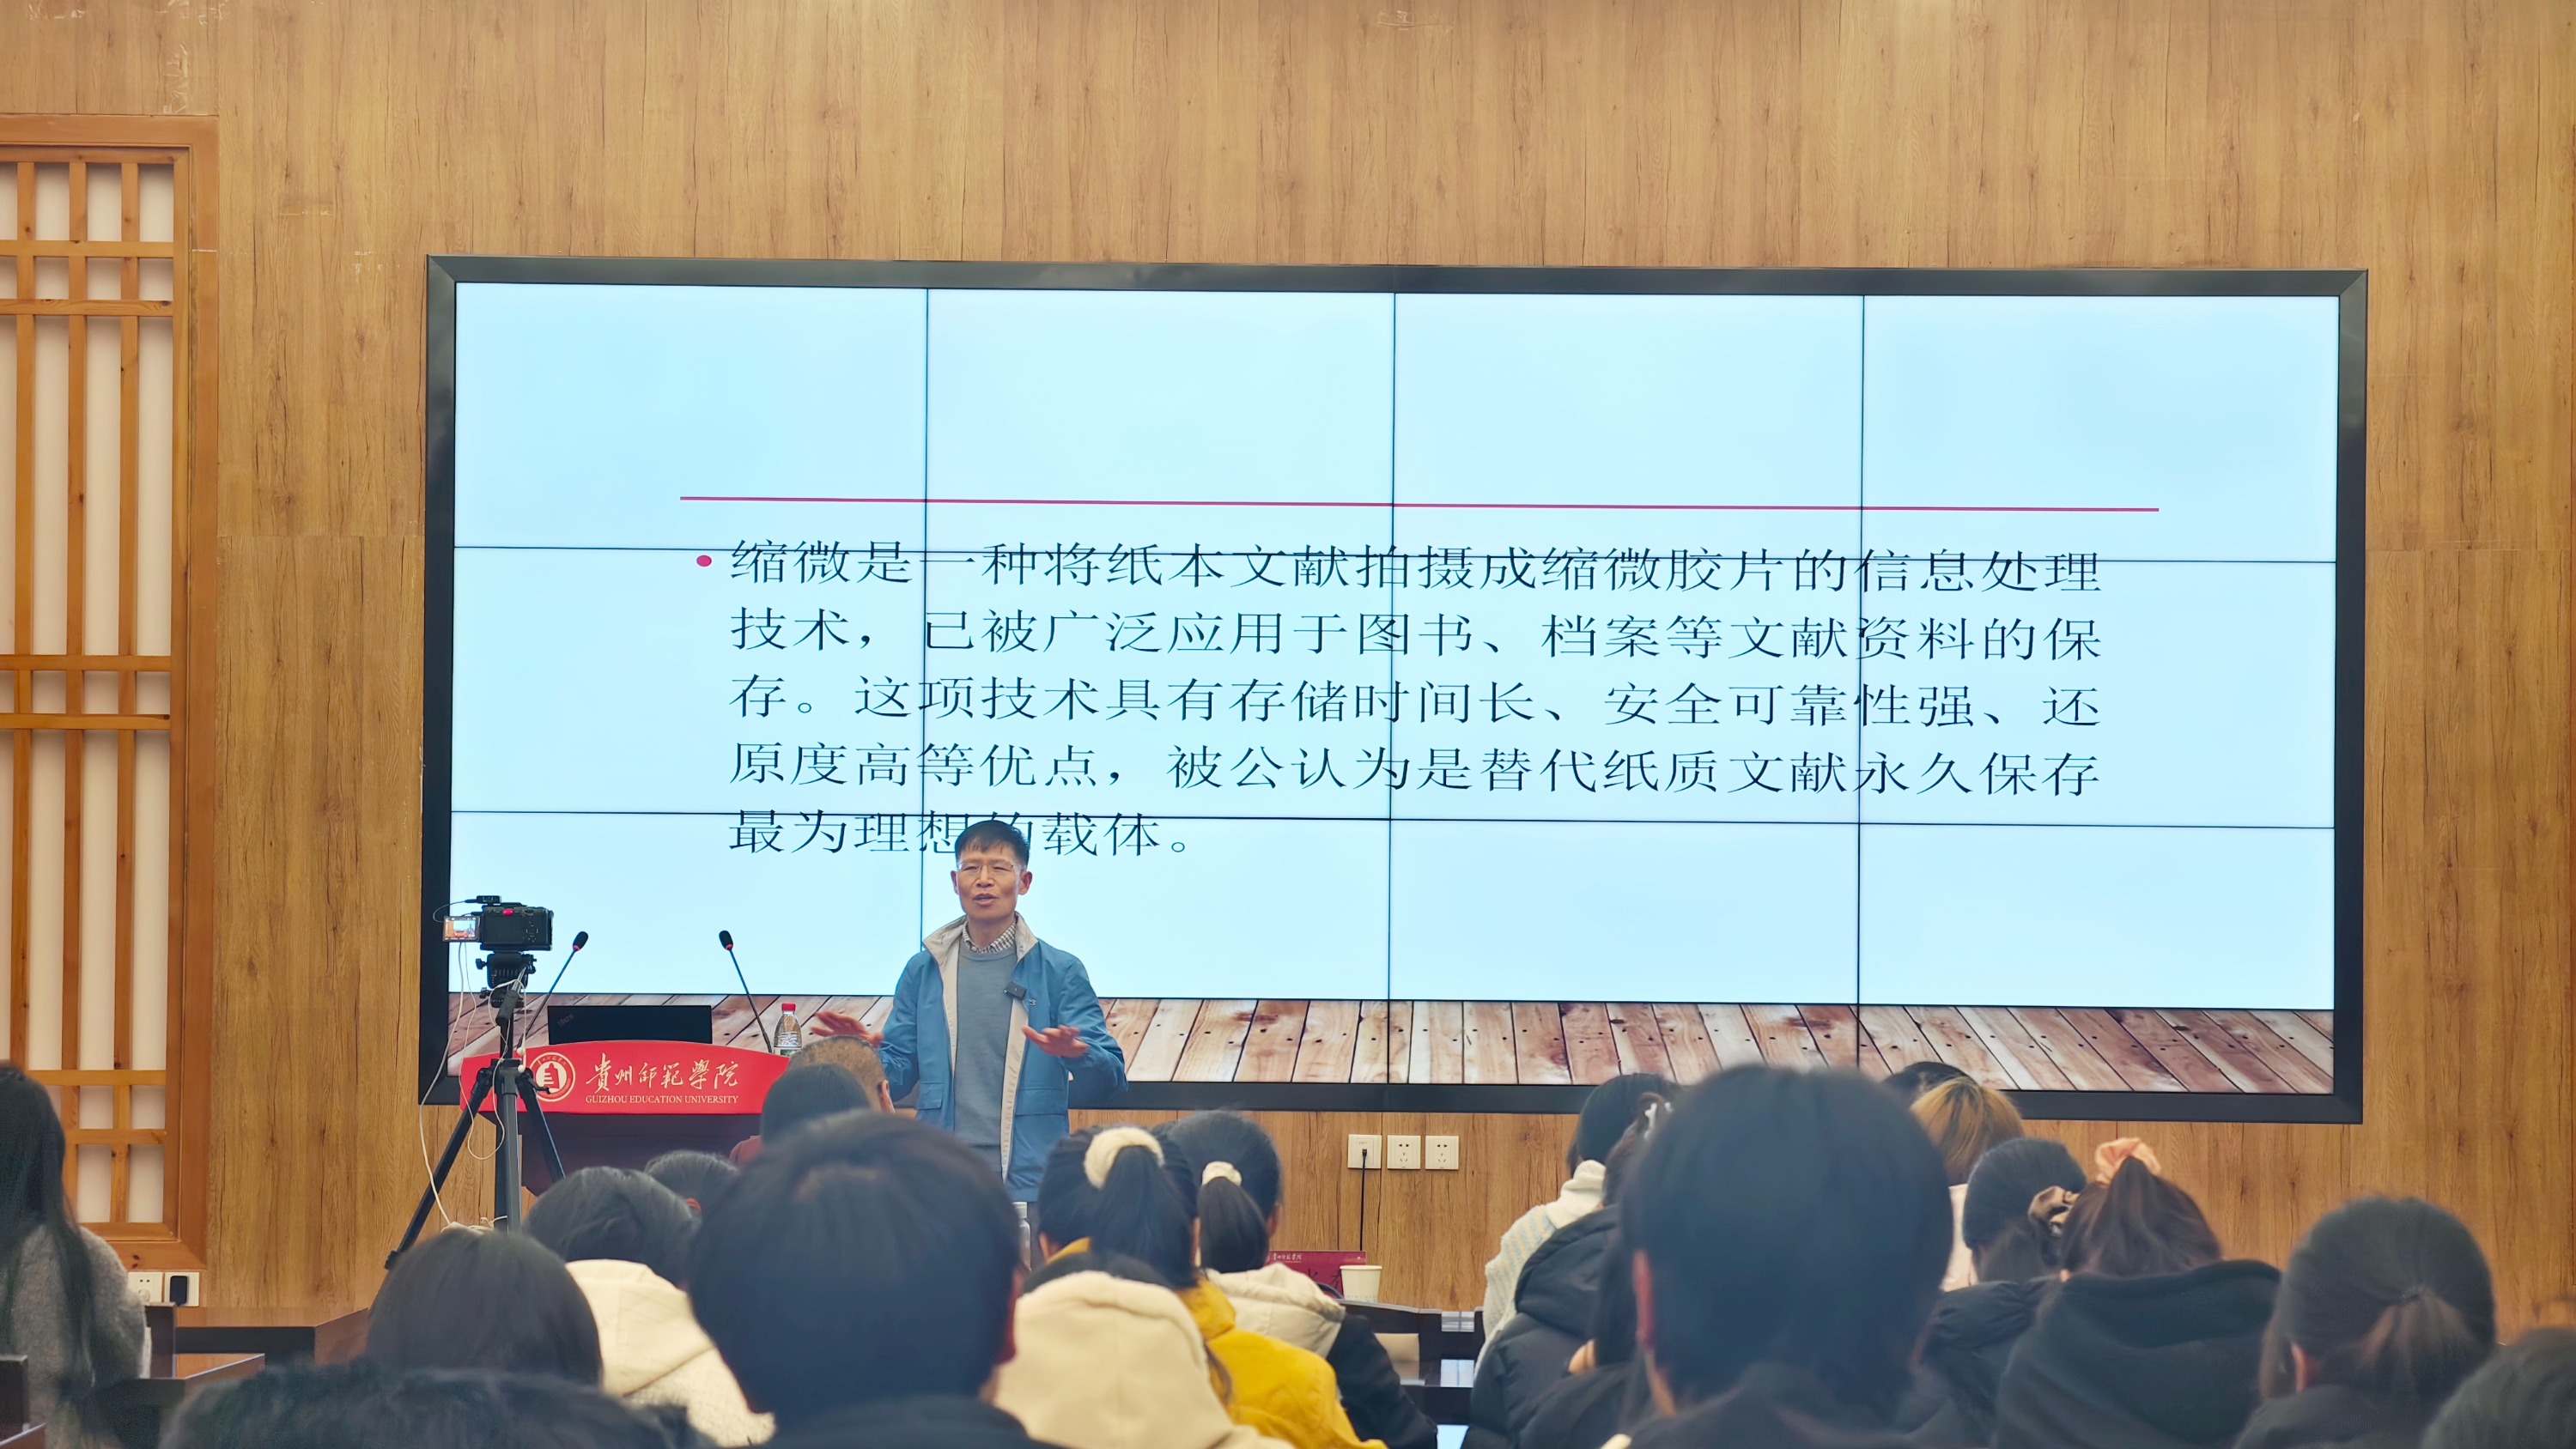 缩微是一种将纸本文献拍摄成缩微胶片的信息处理
技术，已被广泛应用于图书、档案等文献资料的保
存。这项技术具有存储时间长、安全可靠性强、还
原度高等优点，被公认为是替代纸质文献永久保存
最为理想的载体。
貴州師範學院
GUIZHOU EDUCATION UNIVERSITY